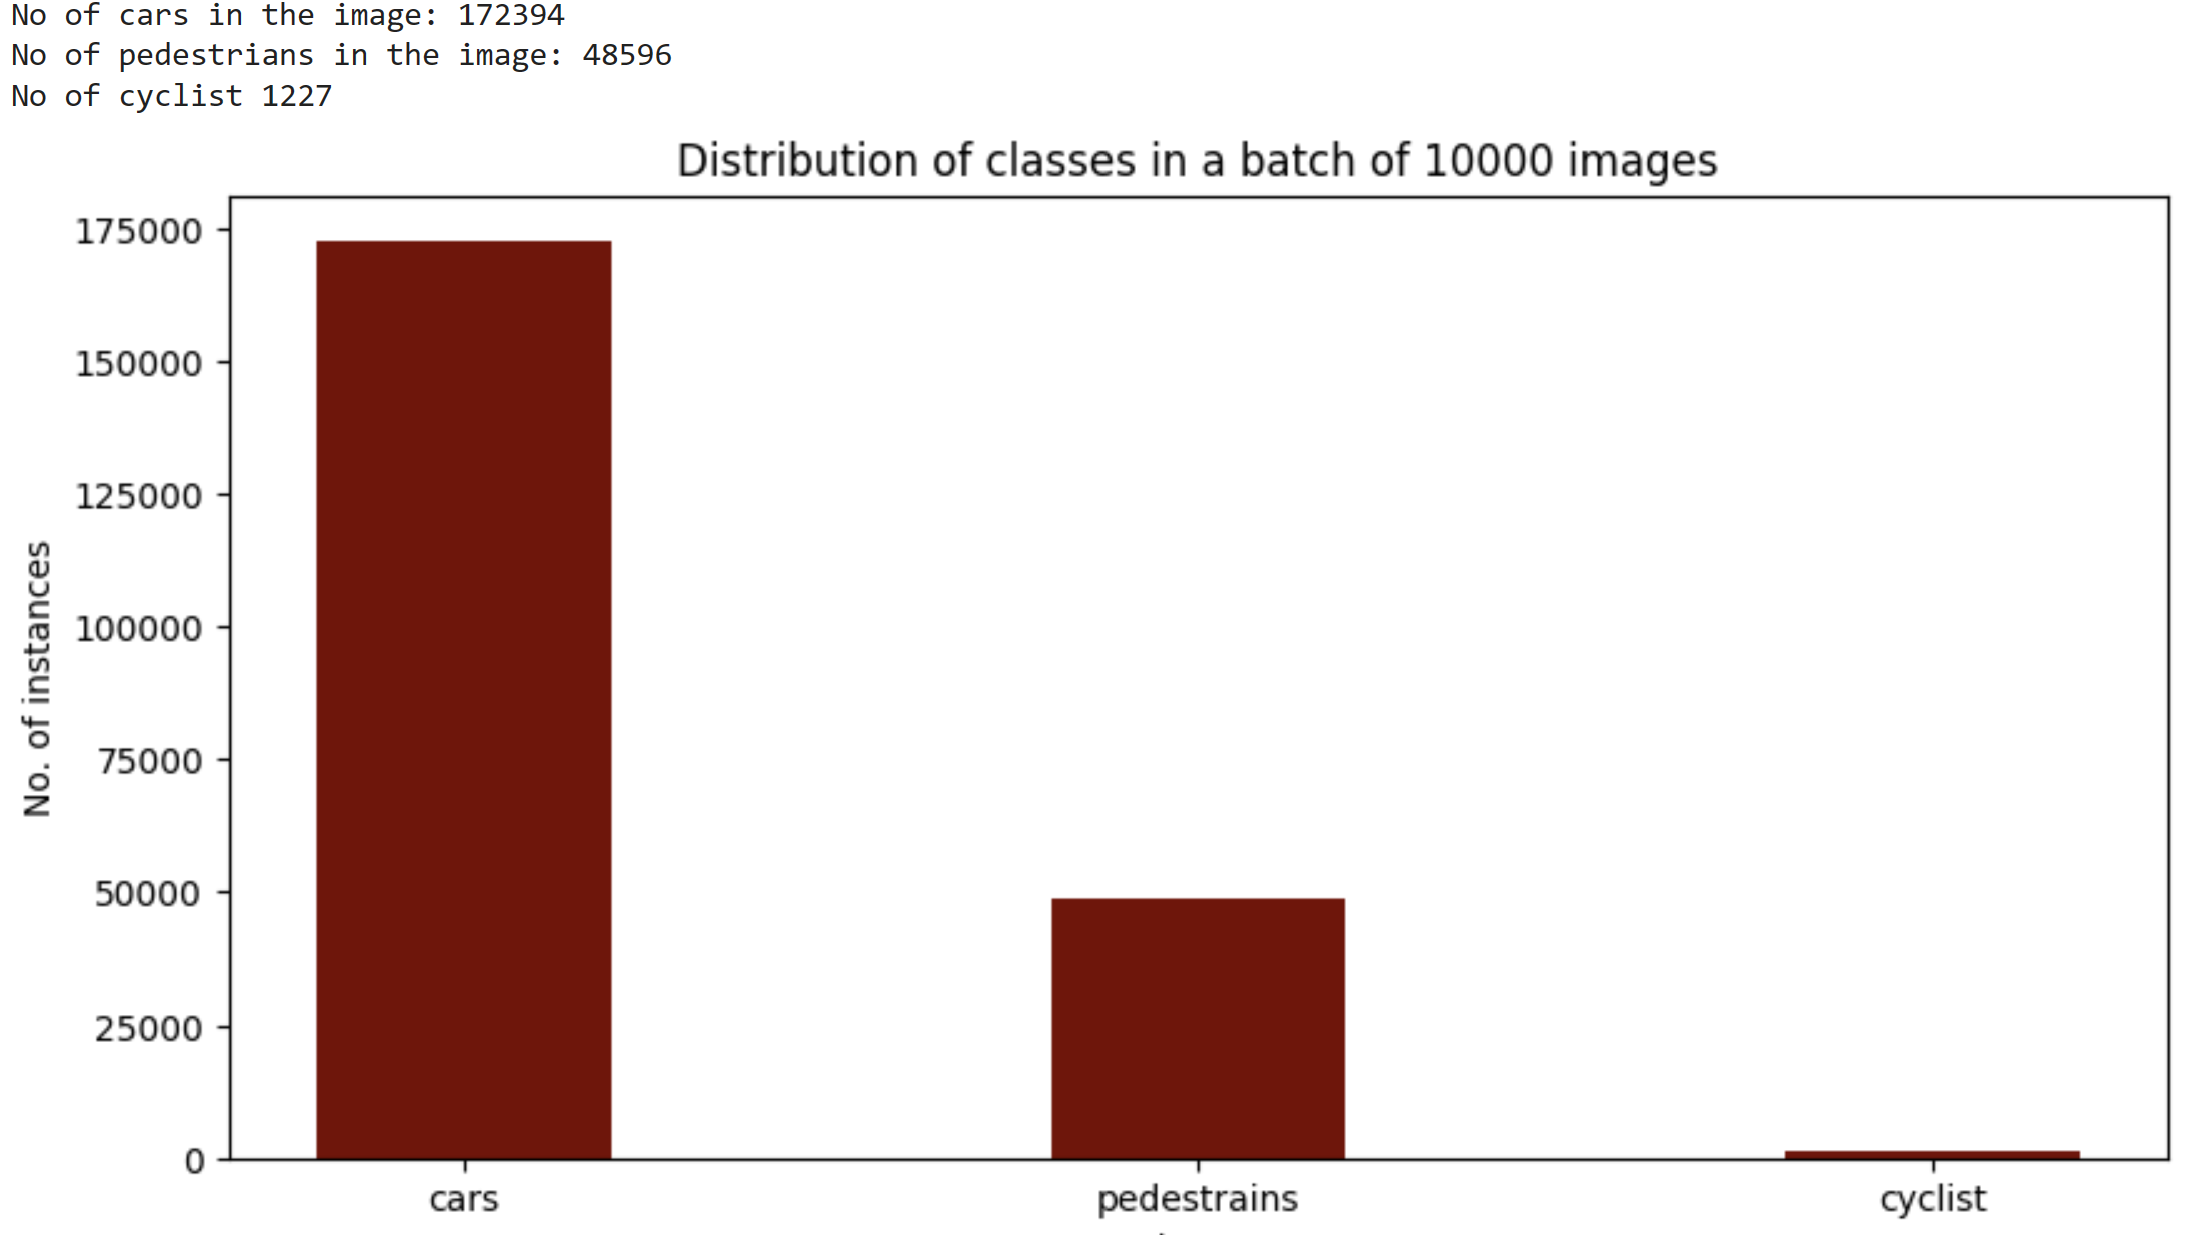 No of cars in the image: 172394
No of pedestrians in the image: 48596
No of cyclist 1227
Distribution of classes in a batch of 10000 images
175000
150000
125000
100000
75000
50000
25000
0
No. of instances
cars
pedestrains
cyclist